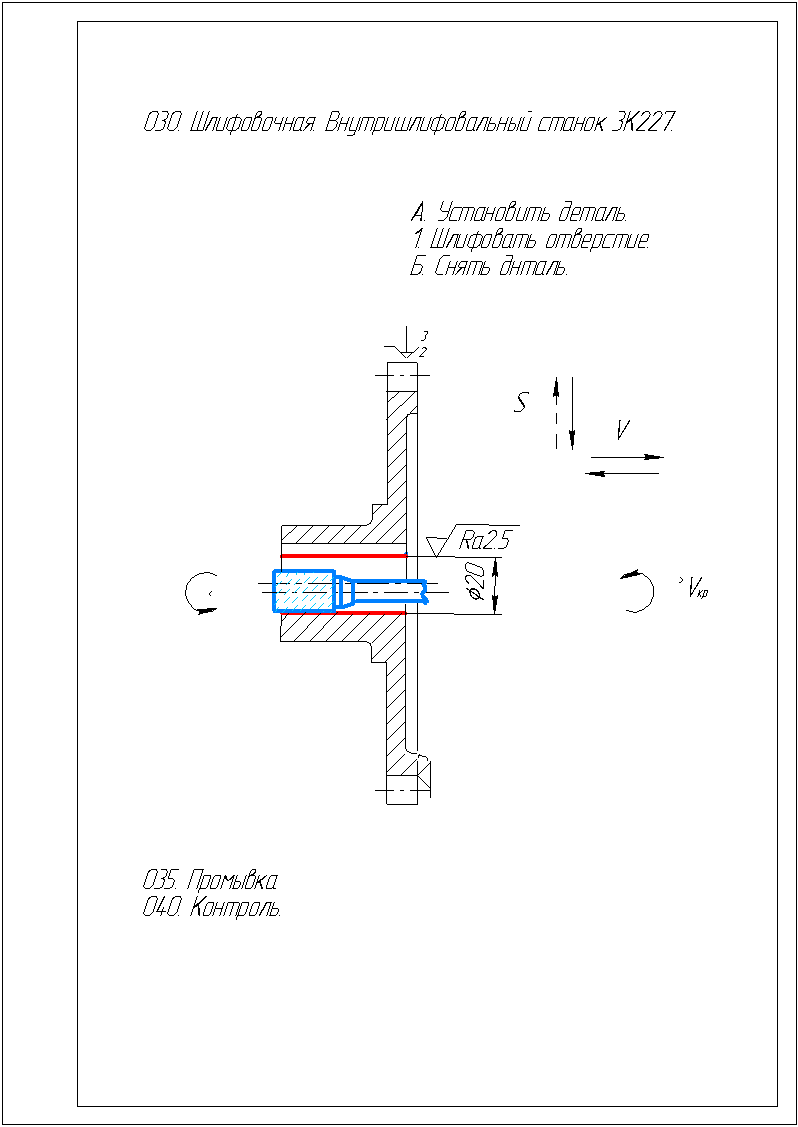 030. Шлифовочная. Внутришлифовальный станок 3К227.
А. Установить деталь.
1. Шлифовать отверстие.
Б. Снять днталь.
3
2
S
V
Ra2.5
ϕ20
Vкр
035. Промывка
040. Контроль.